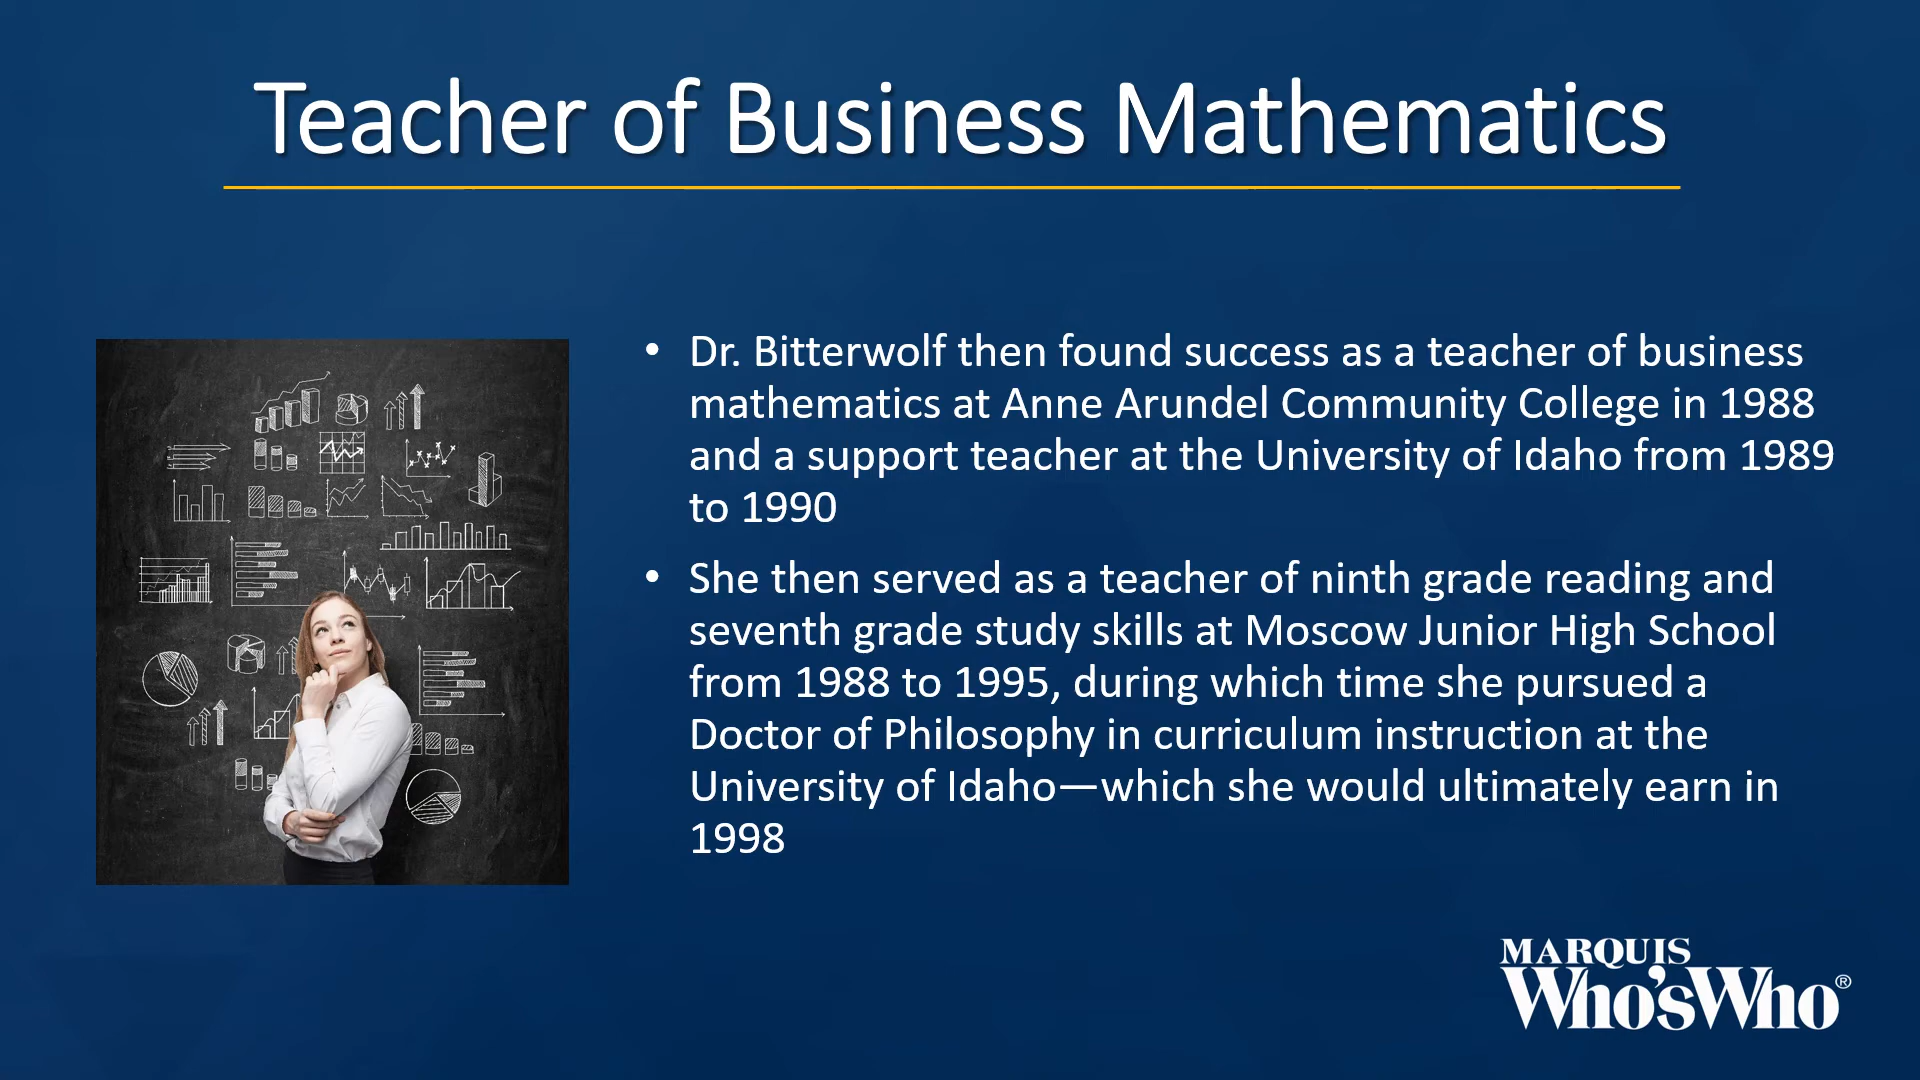 Teacher of Business Mathematics
• Dr. Bitterwolf then found success as a teacher of business
mathematics at Anne Arundel Community College in 1988
and a support teacher at the University of Idaho from 1989
to 1990
• She then served as a teacher of ninth grade reading and
seventh grade study skills at Moscow Junior High School
from 1988 to 1995, during which time she pursued a
Doctor of Philosophy in curriculum instruction at the
University of Idaho—which she would ultimately earn in
1998
MARQUIS
Who'sWho®